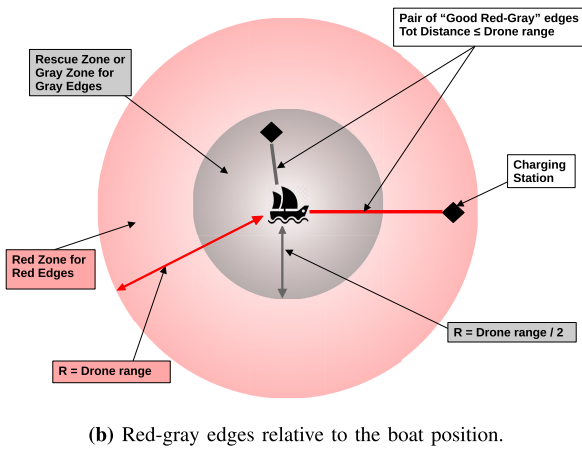 Pair of “Good Red-Gray” edges
Tot Distance ≤ Drone range
Rescue Zone or
Gray Zone for
Gray Edges
Charging
Station
Red Zone for
Red Edges
R = Drone range / 2
R = Drone range
(b) Red-gray edges relative to the boat position.